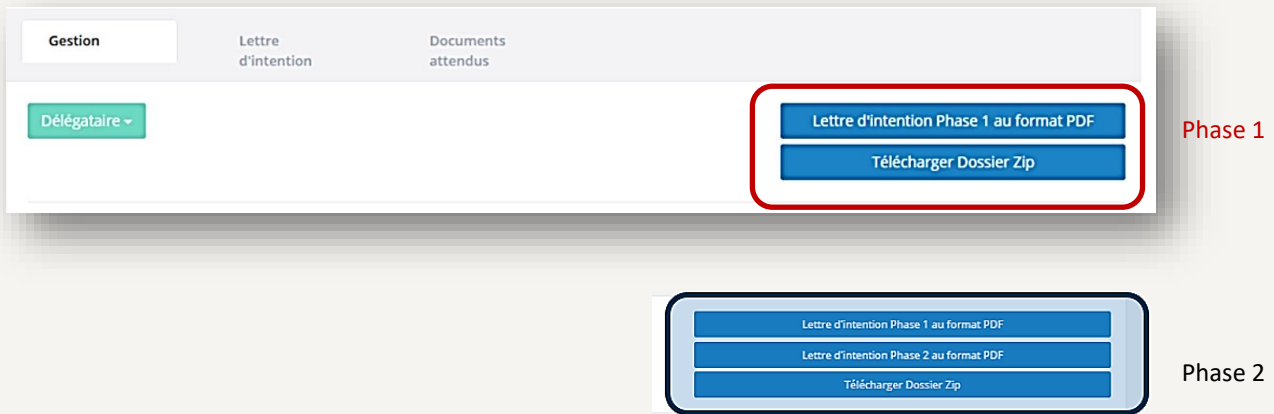 Gestion
Lettre
d'intention
Documents
attendus
Délégataire
Lettre d'intention Phase 1 au format PDF
Télécharger Dossier Zip
Phase 1
Lettre d'intention Phase 1 au format PDF
Lettre d'intention Phase 2 au format PDF
Télécharger Dossier Zip
Phase 2